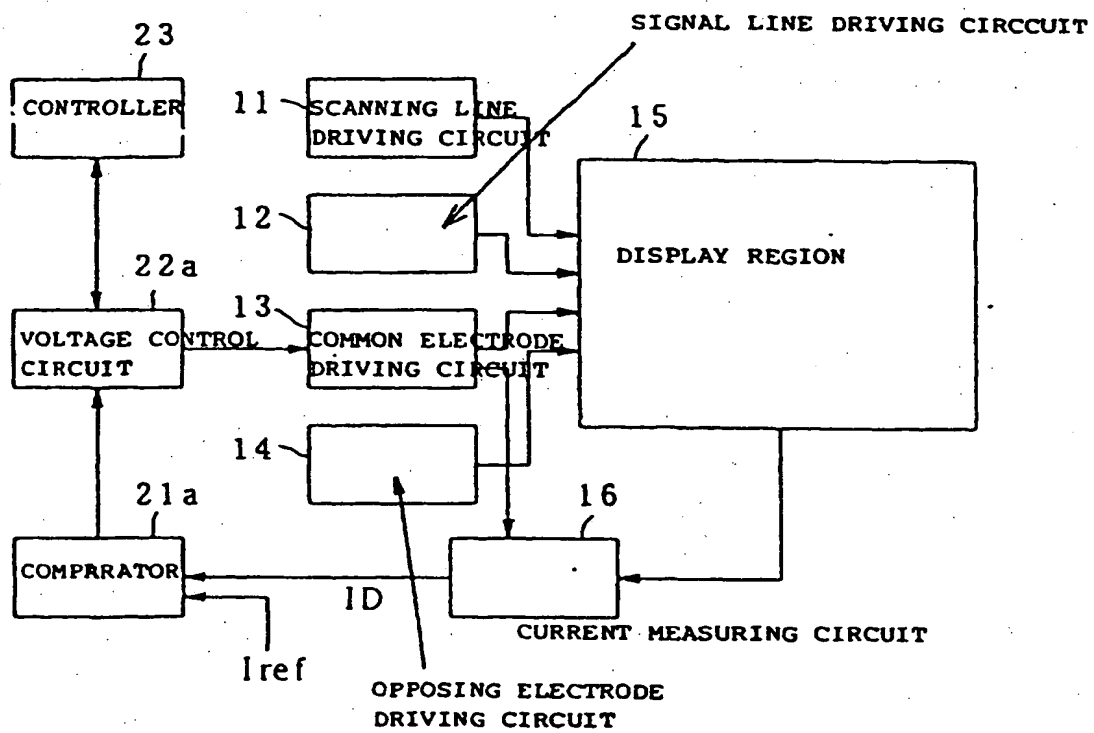 SIGNAL LINE DRIVING CIRCCUIT
23
CONTROLLER
11
SCANNING LINE
DRIVING CIRCUIT
15
12
DISPLAY REGION
22a
VOLTAGE CONTROL
CIRCUIT
13
COMMON ELECTRODE
DRIVING CIRCUIT
14
21a
COMPARATOR
16
ID
Iref
CURRENT MEASURING CIRCUIT
OPPOSING ELECTRODE
DRIVING CIRCUIT